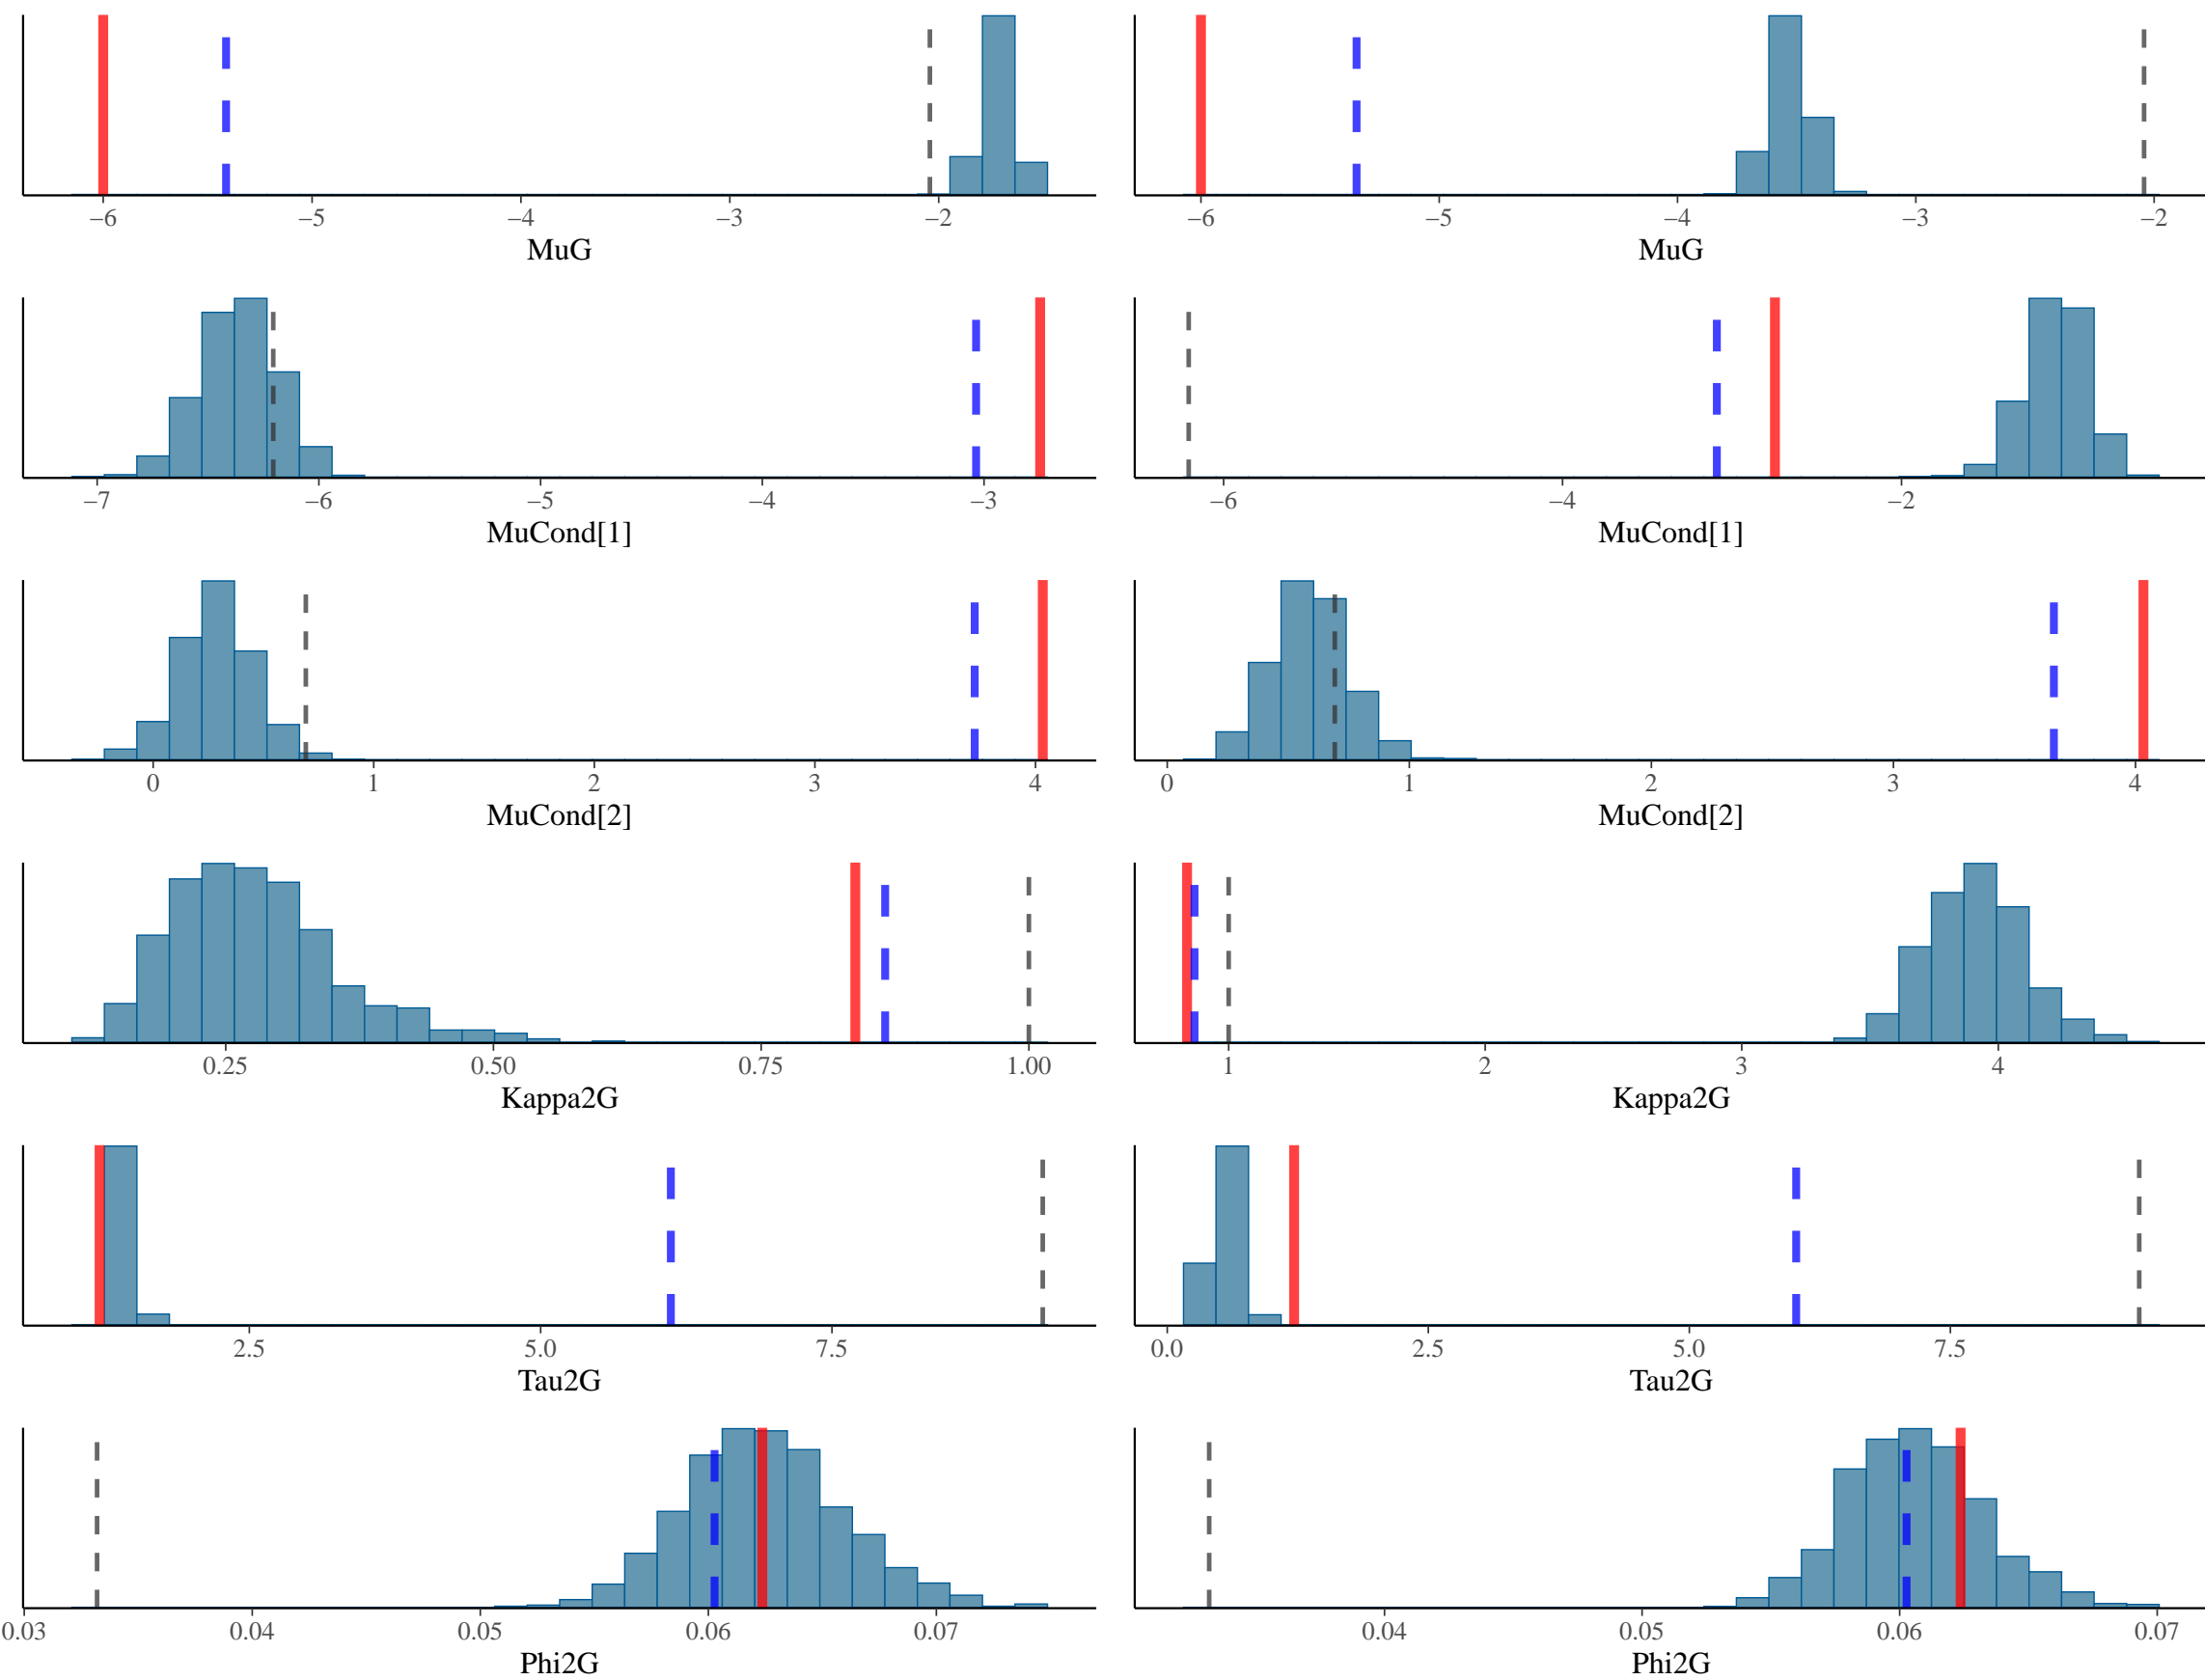 −6 −5 −4 −3 −2
MuG
−6 −5 −4 −3 −2
MuG
−7 −6 −5 −4 −3
MuCond[1]
−6 −4 −2
MuCond[1]
0 1 2 3 4
MuCond[2]
0 1 2 3 4
MuCond[2]
0.25 0.50 0.75 1.00
Kappa2G
1 2 3 4
Kappa2G
2.5 5.0 7.5
Tau2G
0.0 2.5 5.0 7.5
Tau2G
0.03 0.04 0.05 0.06 0.07
Phi2G
0.04 0.05 0.06 0.07
Phi2G